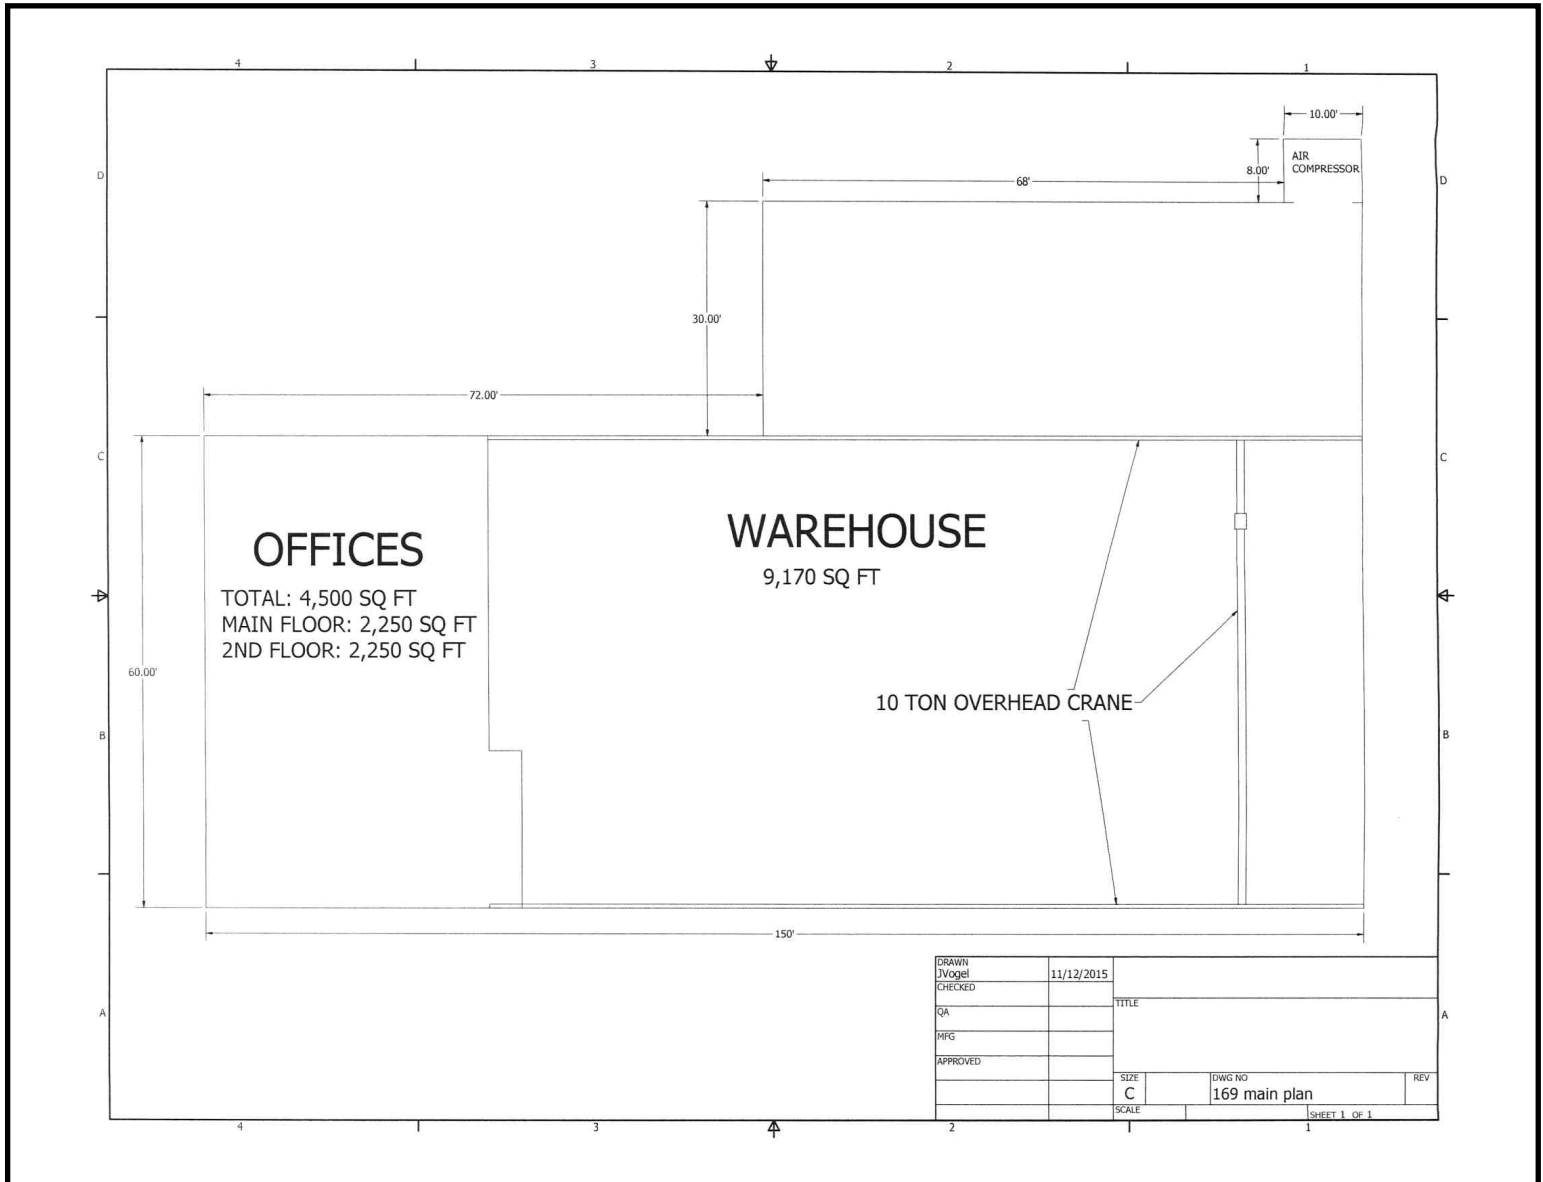 4 3 2 1
10.00'
AIR
COMPRESSOR
8.00'
D 68' D
30.00'
72.00'
C C
WAREHOUSE
9,170 SQ FT
OFFICES
TOTAL: 4,500 SQ FT
MAIN FLOOR: 2,250 SQ FT
2ND FLOOR: 2,250 SQ FT
60.00'
10 TON OVERHEAD CRANE
B B
150'
DRAWN
JVogel 11/12/2015
CHECKED
TITLE
QA
A A
MFG
APPROVED
SIZE DWG NO REV
C 169 main plan
SCALE SHEET 1 OF 1
4 3 2 1